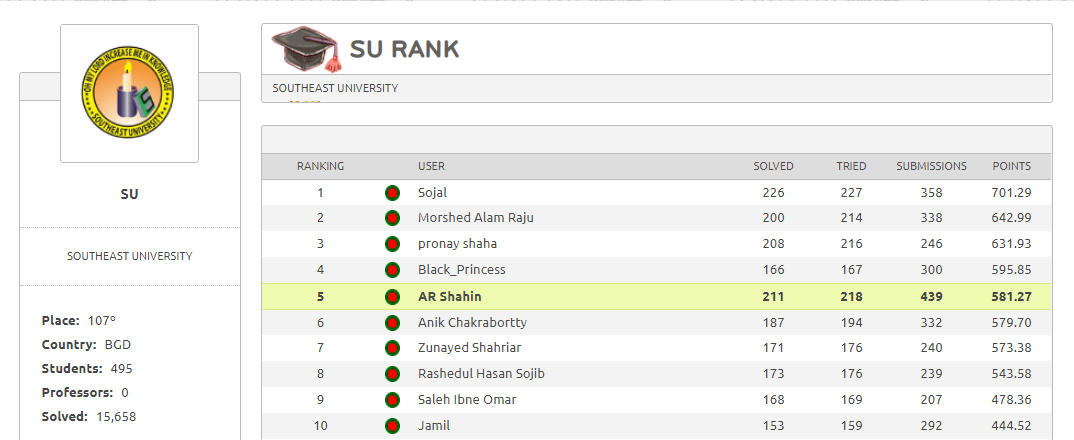 OH MY LORD INCREASE ME IN KNOWLEDGE
SOUTHEAST UNIVERSITY
SU
SOUTHEAST UNIVERSITY
Place: 107º
Country: BGD
Students: 495
Professors: 0
Solved: 15,658
SU RANK
SOUTHEAST UNIVERSITY
RANKING USER SOLVED TRIED SUBMISSIONS POINTS
1 Sojal 226 227 358 701.29
2 Morshed Alam Raju 200 214 338 642.99
3 pronay shaha 208 216 246 631.93
4 Black_Princess 166 167 300 595.85
5 AR Shahin 211 218 439 581.27
6 Anik Chakrabortty 187 194 332 579.70
7 Zunayed Shahriar 171 176 240 573.38
8 Rashedul Hasan Sojib 173 176 239 543.58
9 Saleh Ibne Omar 168 169 207 478.36
10 Jamil 153 159 292 444.52